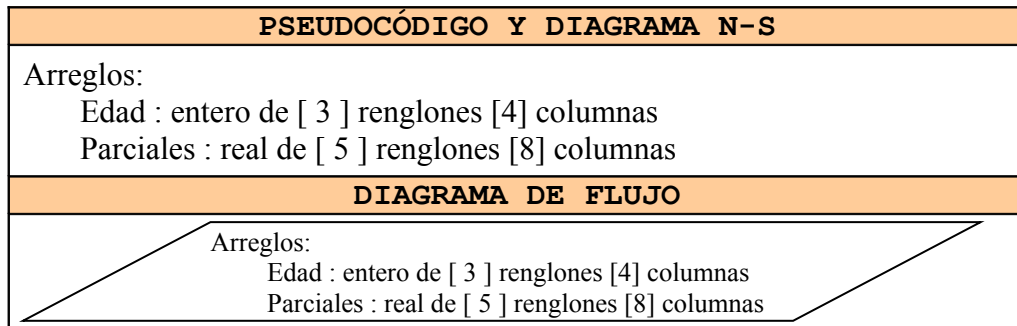 PSEUDOCÓDIGO Y DIAGRAMA N-S
Arreglos:
Edad : entero de [ 3 ] renglones [4] columnas
Parciales : real de [ 5 ] renglones [8] columnas
DIAGRAMA DE FLUJO
Arreglos:
Edad : entero de [ 3 ] renglones [4] columnas
Parciales : real de [ 5 ] renglones [8] columnas